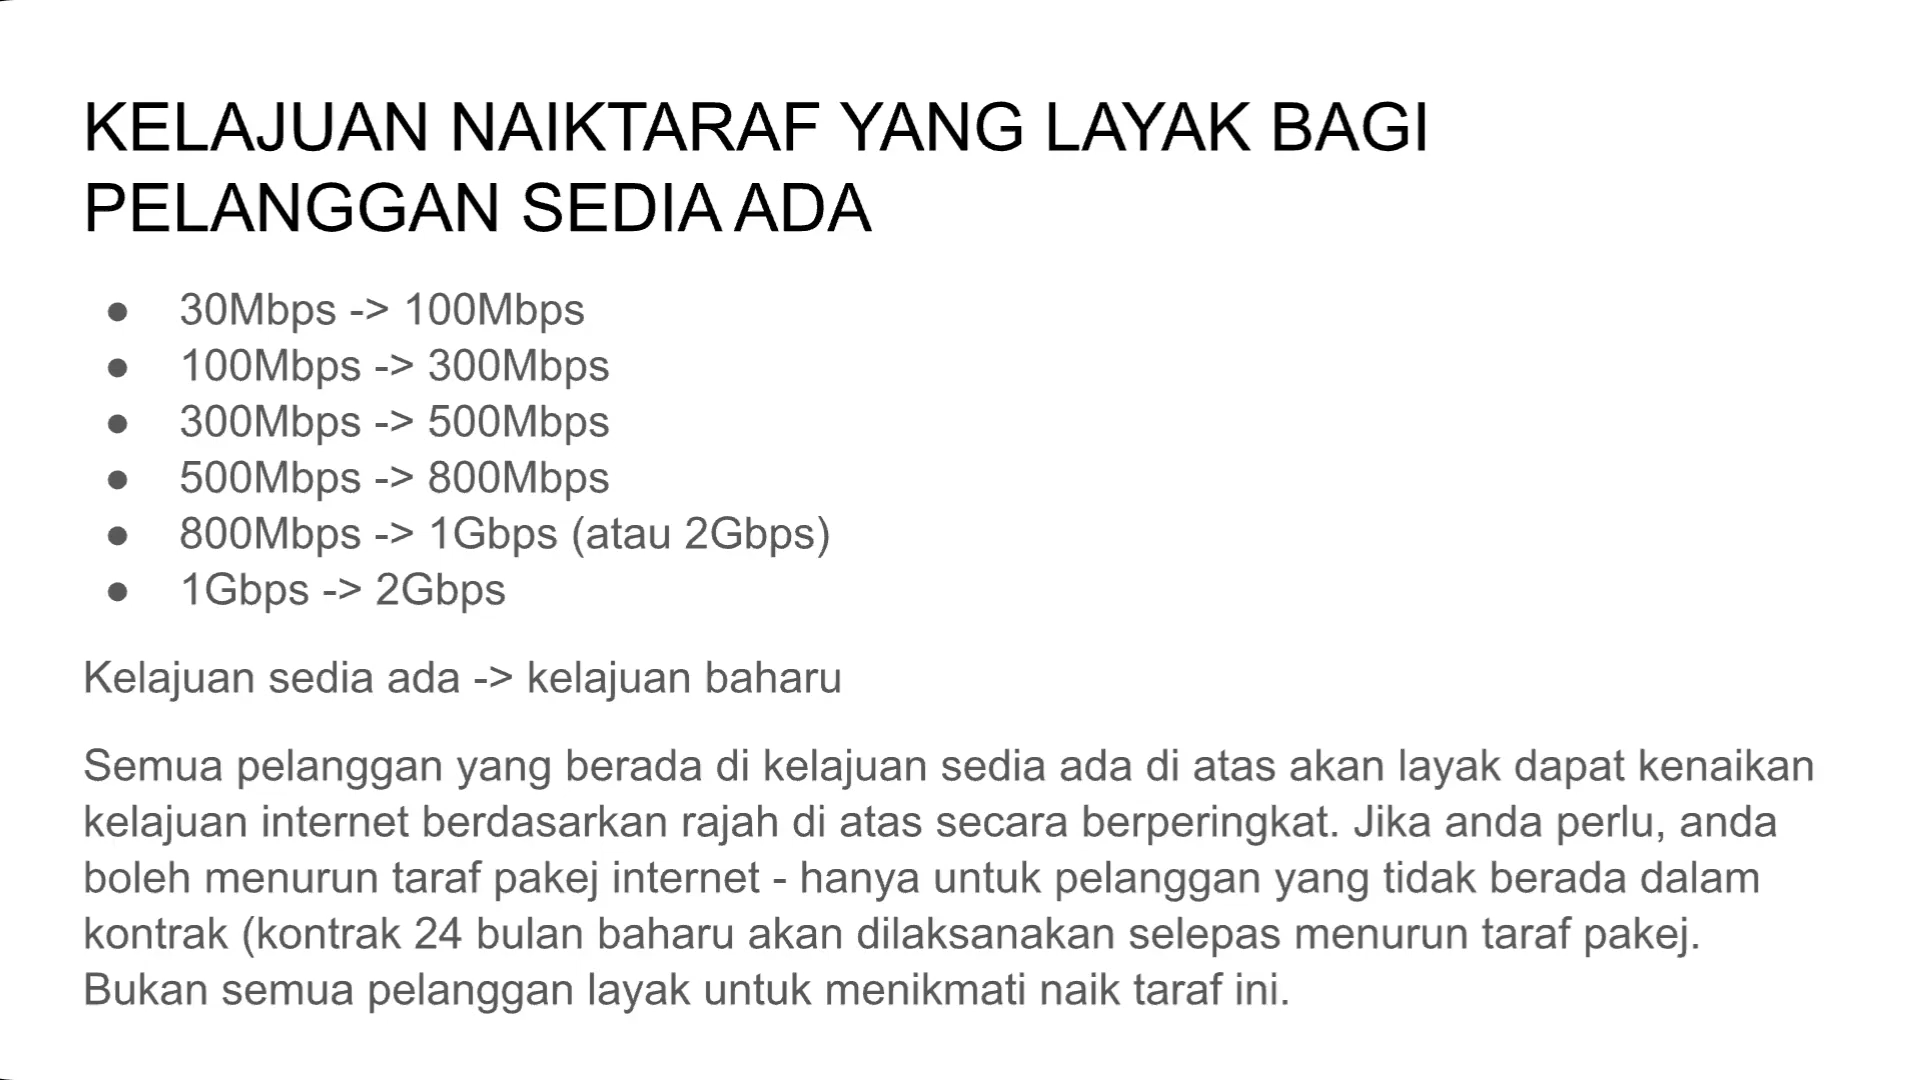 KELAJUAN NAIKTARAF YANG LAYAK BAGI
PELANGGAN SEDIA ADA
● 30Mbps -> 100Mbps
● 100Mbps -> 300Mbps
● 300Mbps -> 500Mbps
● 500Mbps -> 800Mbps
● 800Mbps -> 1Gbps (atau 2Gbps)
● 1Gbps -> 2Gbps
Kelajuan sedia ada -> kelajuan baharu
Semua pelanggan yang berada di kelajuan sedia ada di atas akan layak dapat kenaikan
kelajuan internet berdasarkan rajah di atas secara berperingkat. Jika anda perlu, anda
boleh menurun taraf pakej internet - hanya untuk pelanggan yang tidak berada dalam
kontrak (kontrak 24 bulan baharu akan dilaksanakan selepas menurun taraf pakej.
Bukan semua pelanggan layak untuk menikmati naik taraf ini.